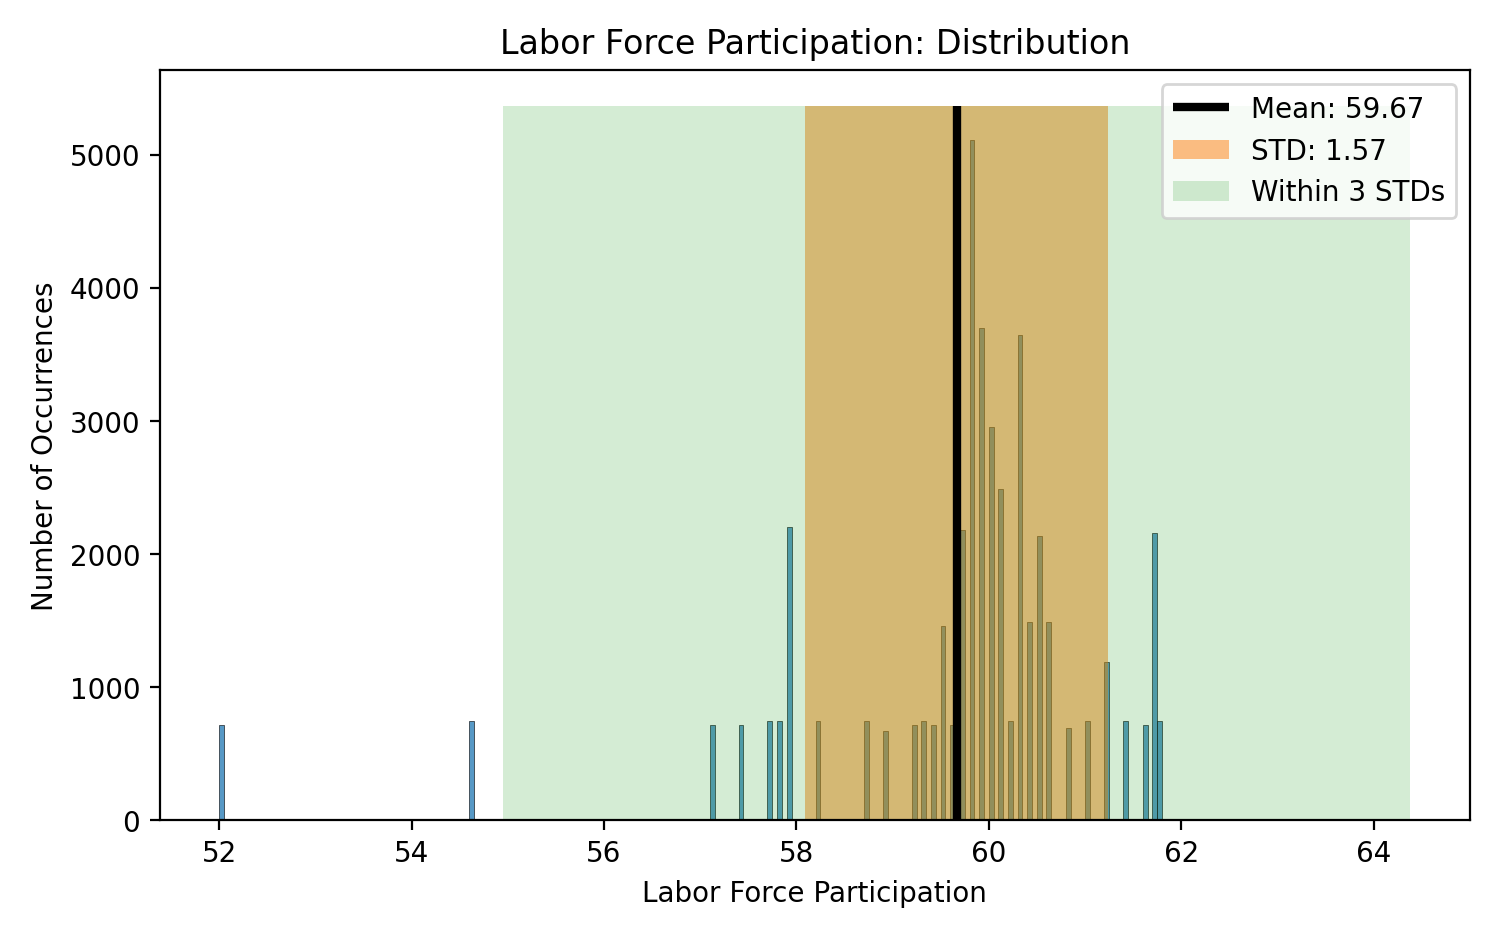 Labor Force Participation: Distribution
Mean: 59.67
STD: 1.57
Within 3 STDs
Number of Occurrences
5000
4000
3000
2000
1000
0
52 54 56 58 60 62 64
Labor Force Participation